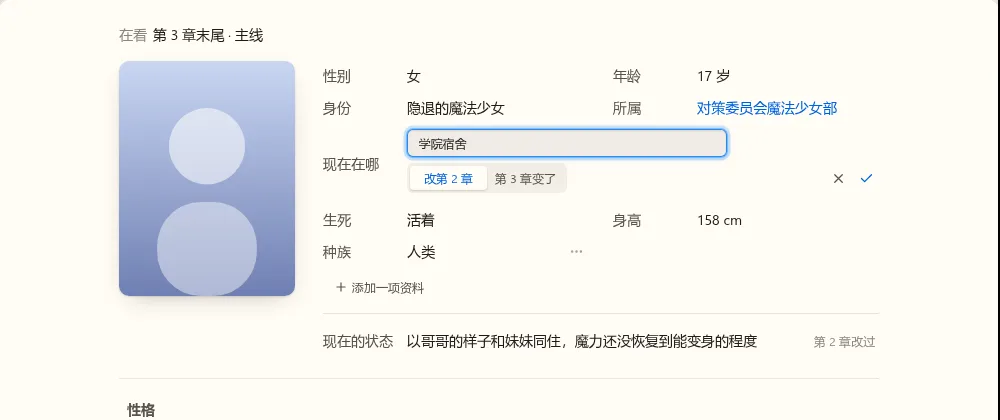 在看 第 3 章末尾 · 主线
性别 女 年龄 17 岁
身份 隐退的魔法少女 所属 对策委员会魔法少女部
学院宿舍
现在在哪
改第 2 章 第 3 章变了
生死 活着 身高 158 cm
种族 人类 ···
+ 添加一项资料
现在的状态 以哥哥的样子和妹妹同住，魔力还没恢复到能变身的程度 第 2 章改过
性格